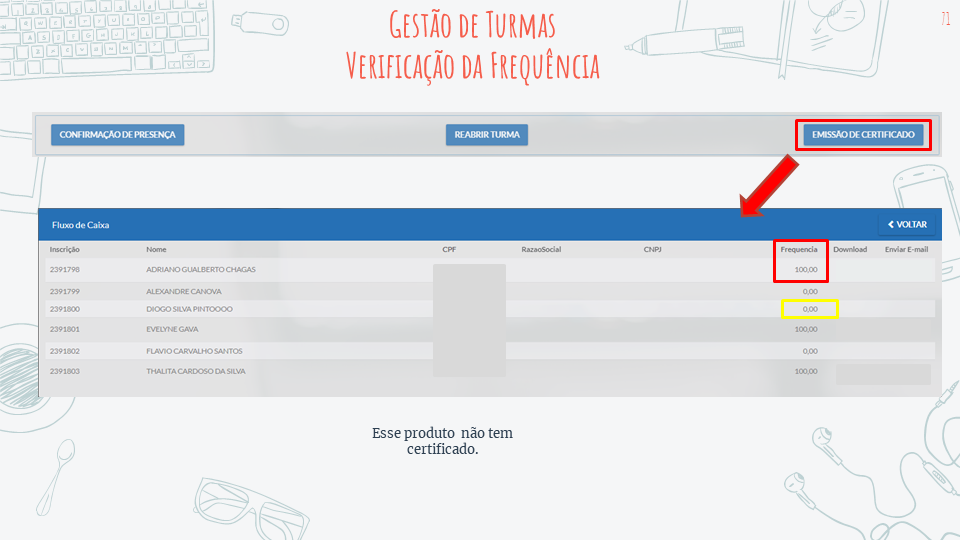 Gestão de Turmas
71
Verificação da Frequência
CONFIRMAÇÃO DE PRESENÇA REABRIR TURMA EMISSÃO DE CERTIFICADO
Fluxo de Caixa VOLTAR
Inscrição Nome CPF RazaoSocial CNPJ Frequencia Download Enviar E-mail
2391798 ADRIANO GUALBERTO CHAGAS 100,00
2391799 ALEXANDRE CANOVA 0,00
2391800 DIOGO SILVA PINTOOOO 0,00
2391801 EVELYNE GAVA 100,00
2391802 FLAVIO CARVALHO SANTOS 0,00
2391803 THALITA CARDOSO DA SILVA 100,00
Esse produto não tem
certificado.